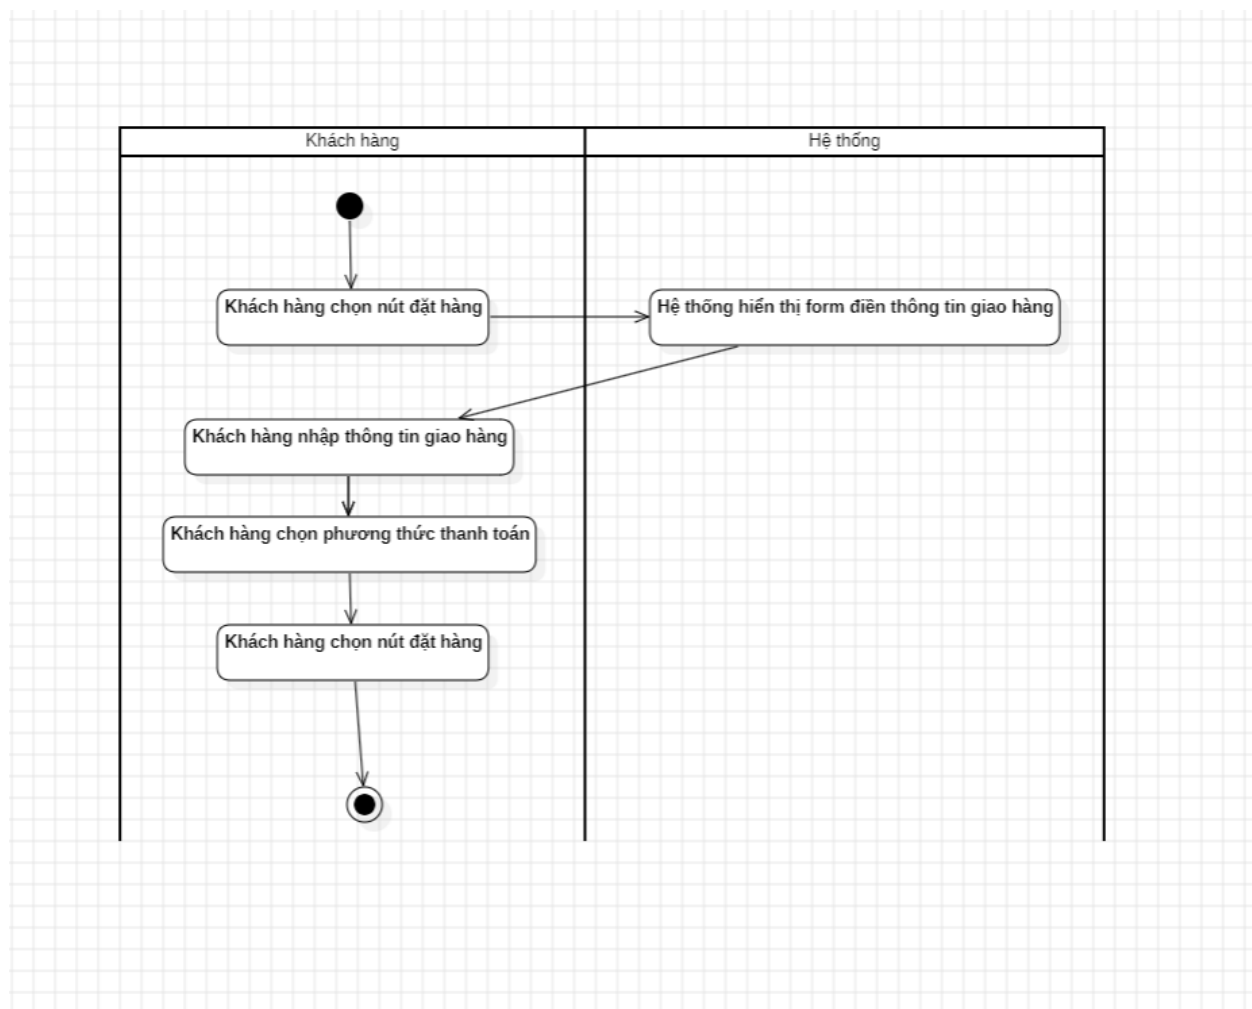 Khách hàng
Hệ thống
Khách hàng chọn nút đặt hàng
Hệ thống hiển thị form điền thông tin giao hàng
Khách hàng nhập thông tin giao hàng
Khách hàng chọn phương thức thanh toán
Khách hàng chọn nút đặt hàng